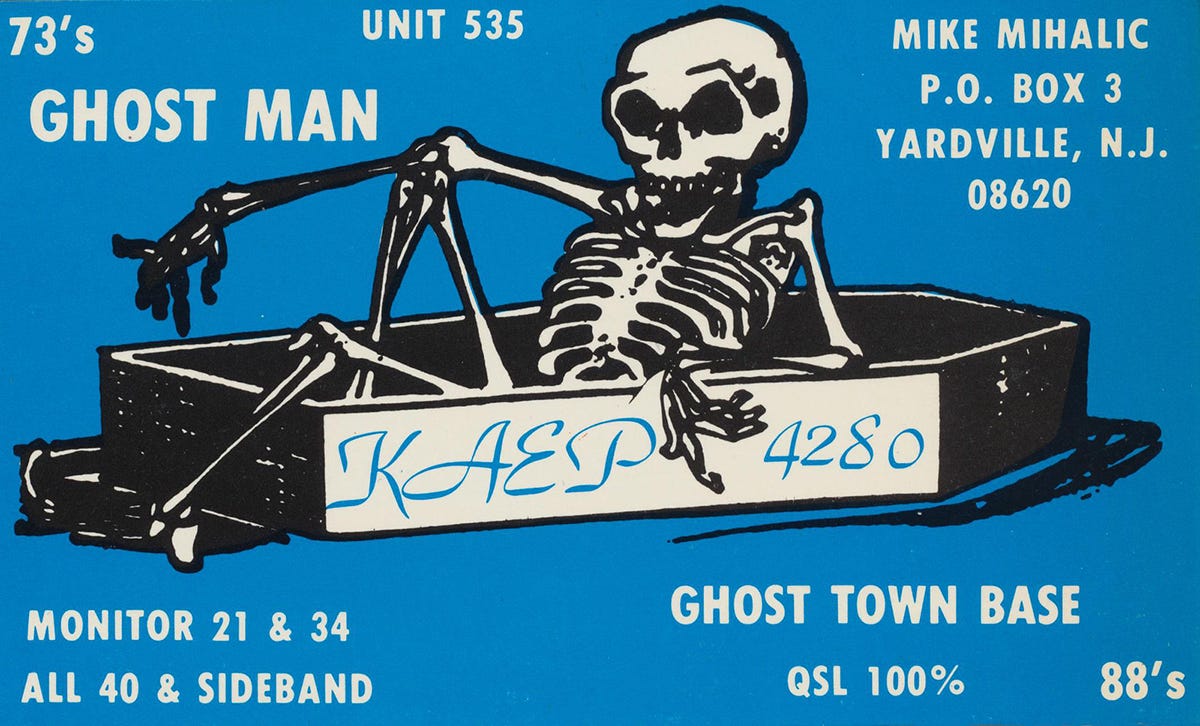 73's
UNIT 535
GHOST MAN
MIKE MIHALIC
P.O. BOX 3
YARDVILLE, N.J.
08620
KAEP 4280
MONITOR 21 & 34
ALL 40 & SIDEBAND
GHOST TOWN BASE
QSL 100%
88's